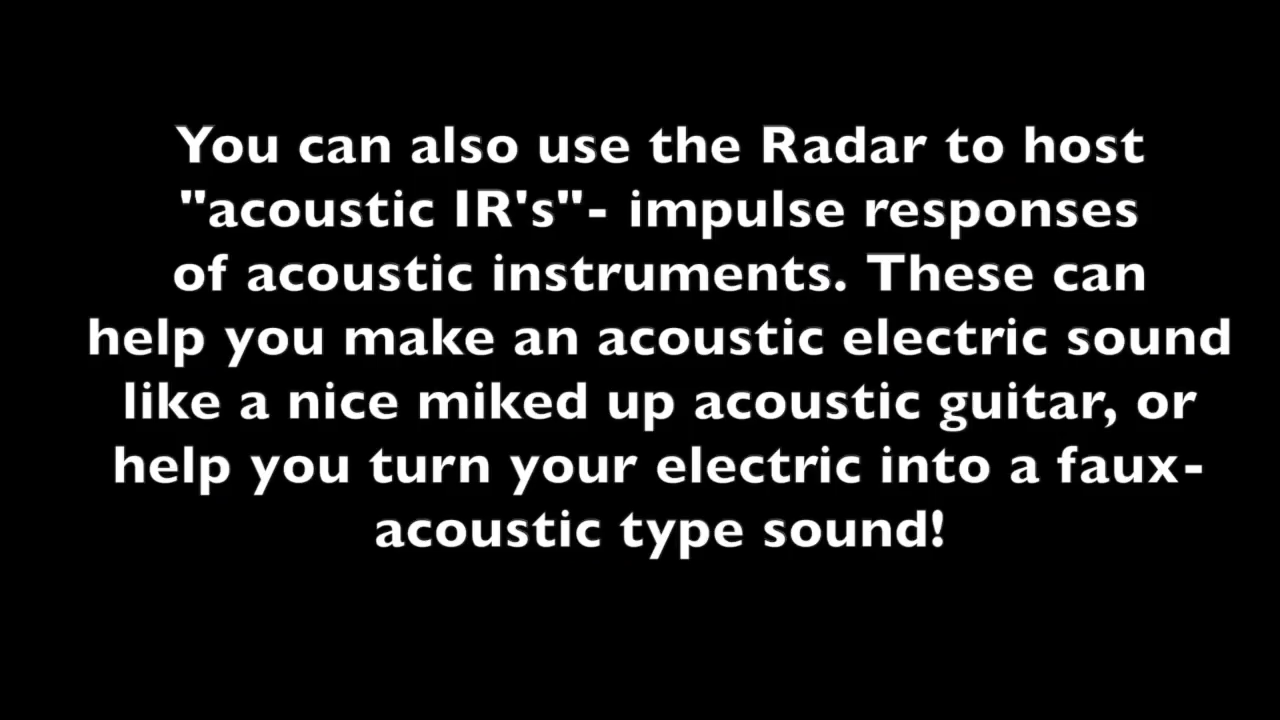 You can also use the Radar to host
"acoustic IR's"- impulse responses
of acoustic instruments. These can
help you make an acoustic electric sound
like a nice miked up acoustic guitar, or
help you turn your electric into a faux-
acoustic type sound!